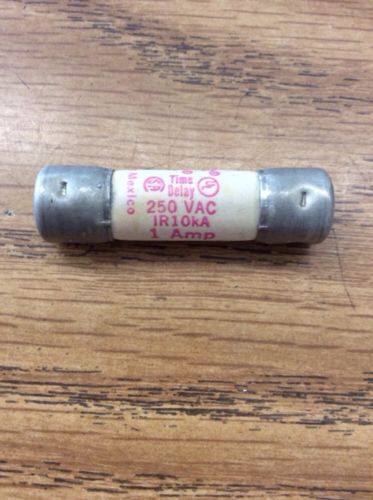 Time
Delay
250 VAC
IR10kA
1 Amp
Mexico